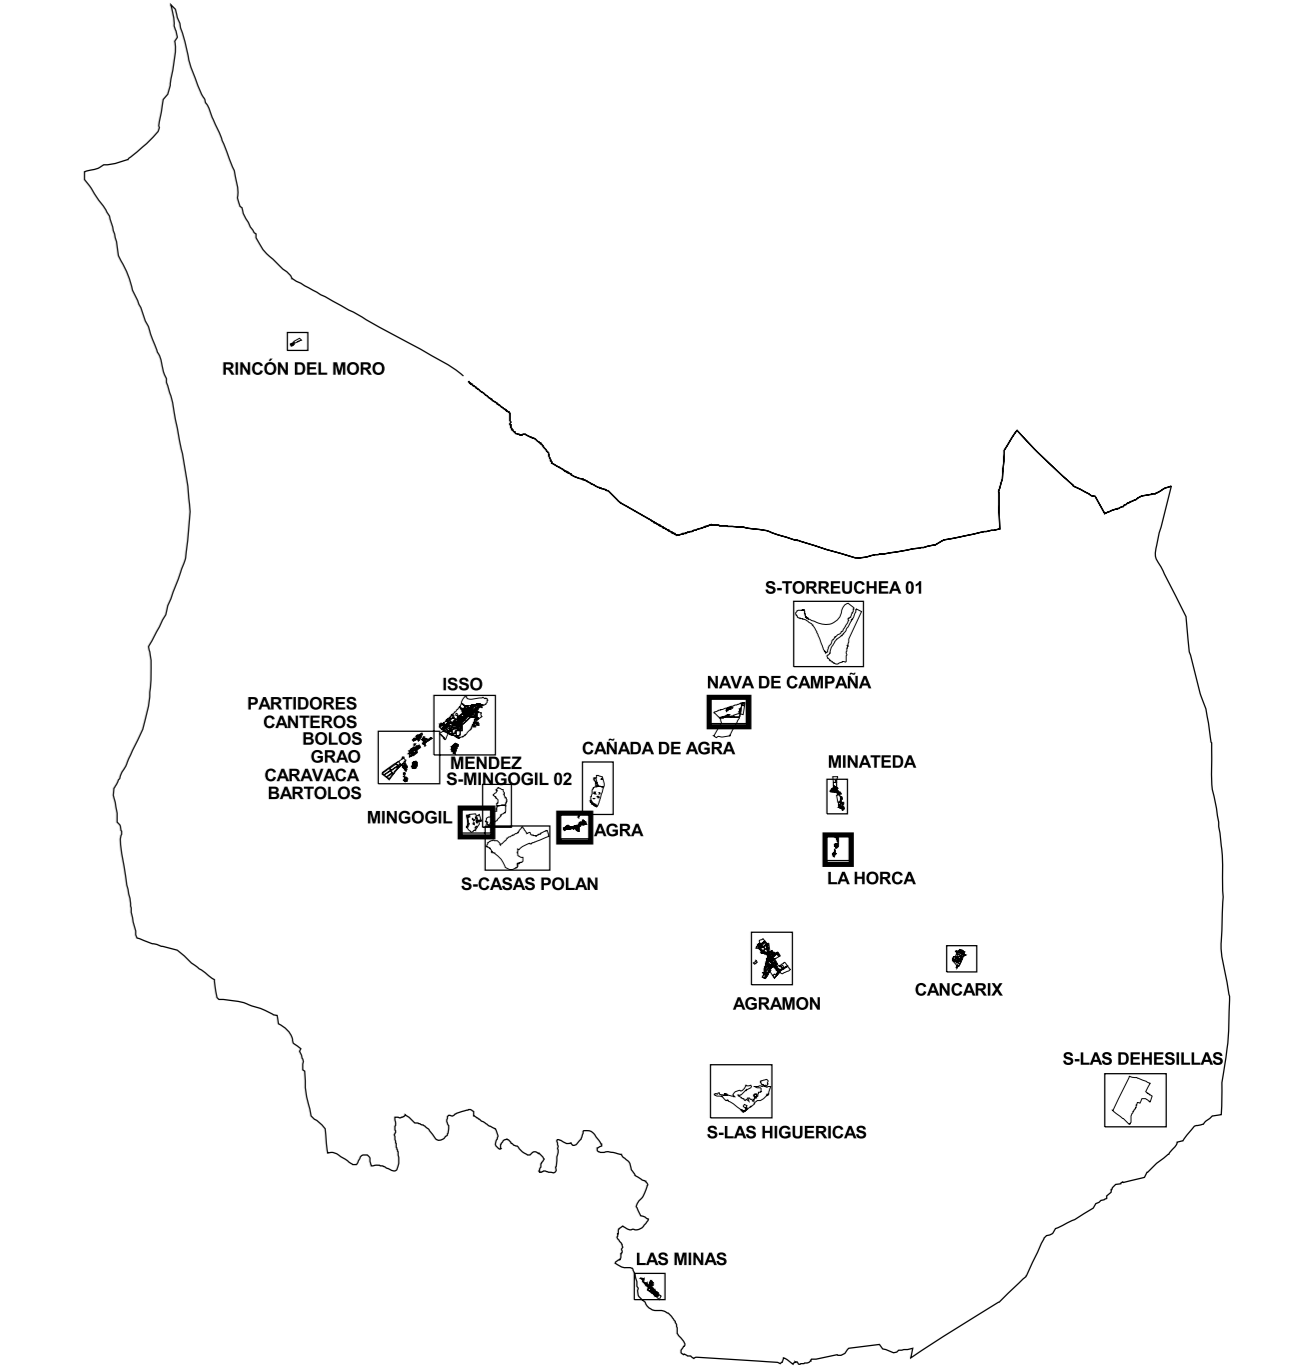 RINCÓN DEL MORO
S-TORREUCHEA 01
NAVA DE CAMPAÑA
ISSO
PARTIDORES
CANTEROS
BOLOS
GRAO
CARAVACA
BARTOLOS
CAÑADA DE AGRA
MENDEZ
S-MINGOGIL 02
MINATEDA
MINGOGIL
AGRA
S-CASAS POLAN
LA HORCA
AGRAMON
CANCARIX
S-LAS DEHESILLAS
S-LAS HIGUERICAS
LAS MINAS